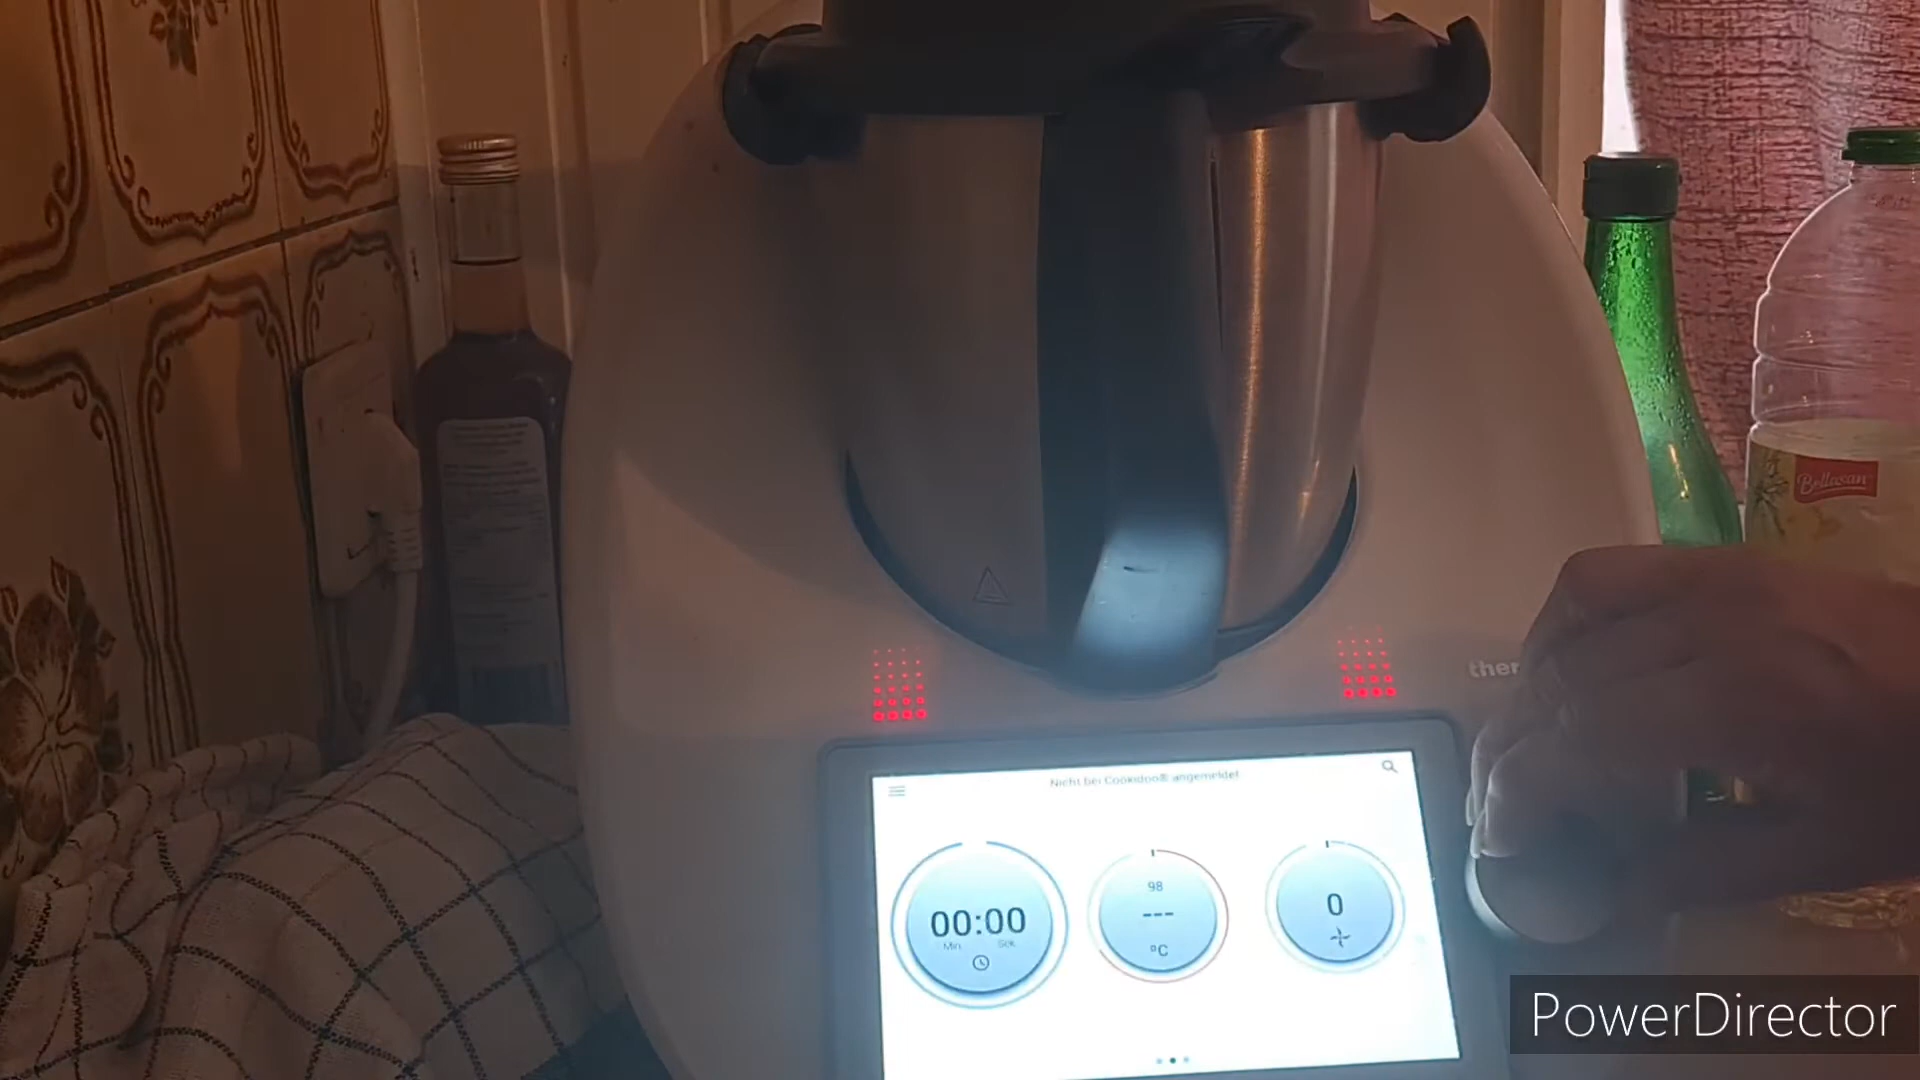 Bellasan
ther
Nicht bei Cookidoo® angemeldet
98
00:00
---
0
Min
Sek
°C
PowerDirector